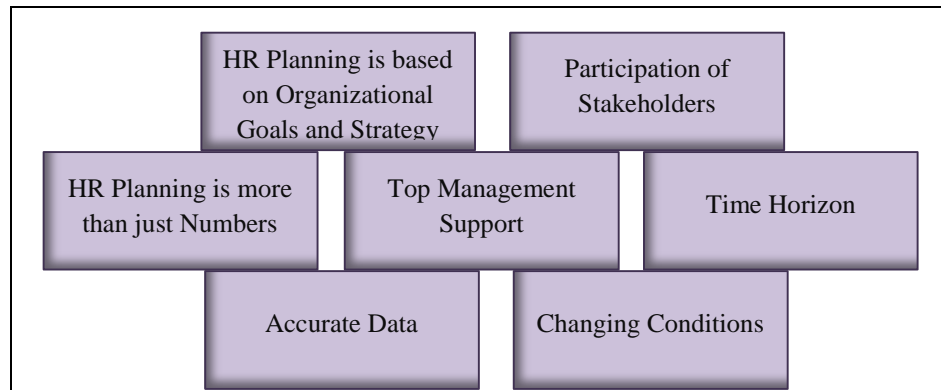 HR Planning is based
on Organizational
Goals and Strategy
Participation of
Stakeholders
HR Planning is more
than just Numbers
Top Management
Support
Time Horizon
Accurate Data
Changing Conditions